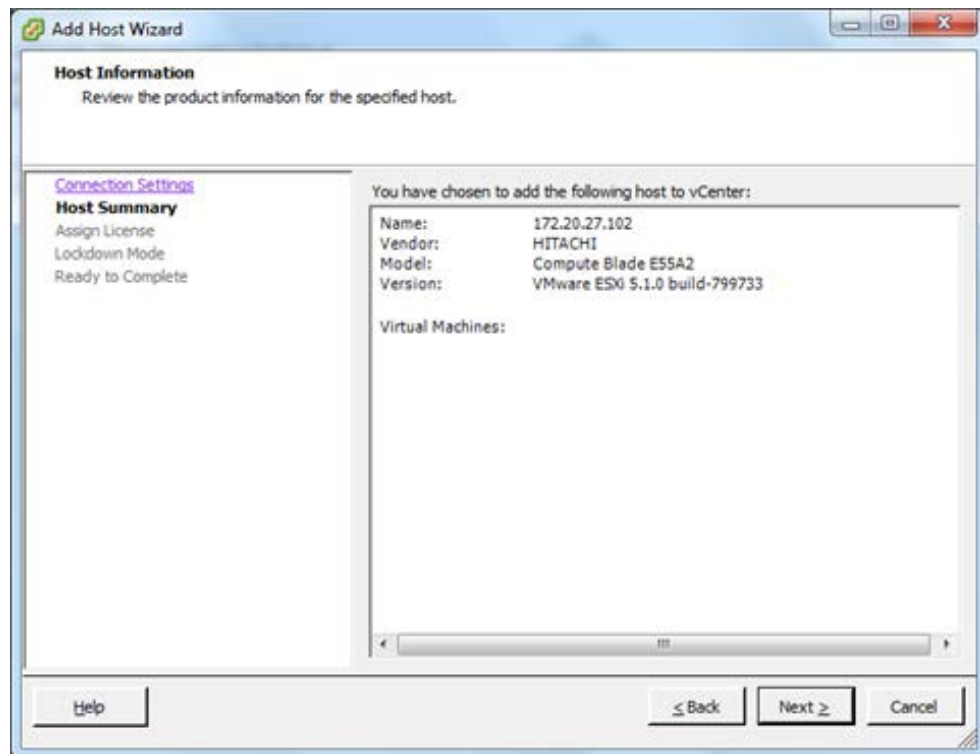 Add Host Wizard
Host Information
Review the product information for the specified host.
Connection Settings
Host Summary
Assign License
Lockdown Mode
Ready to Complete
You have chosen to add the following host to vCenter:
Name: 172.20.27.102
Vendor: HITACHI
Model: Compute Blade E55A2
Version: VMware ESXi 5.1.0 build-799733
Virtual Machines:
Help
≤ Back
Next ≥
Cancel